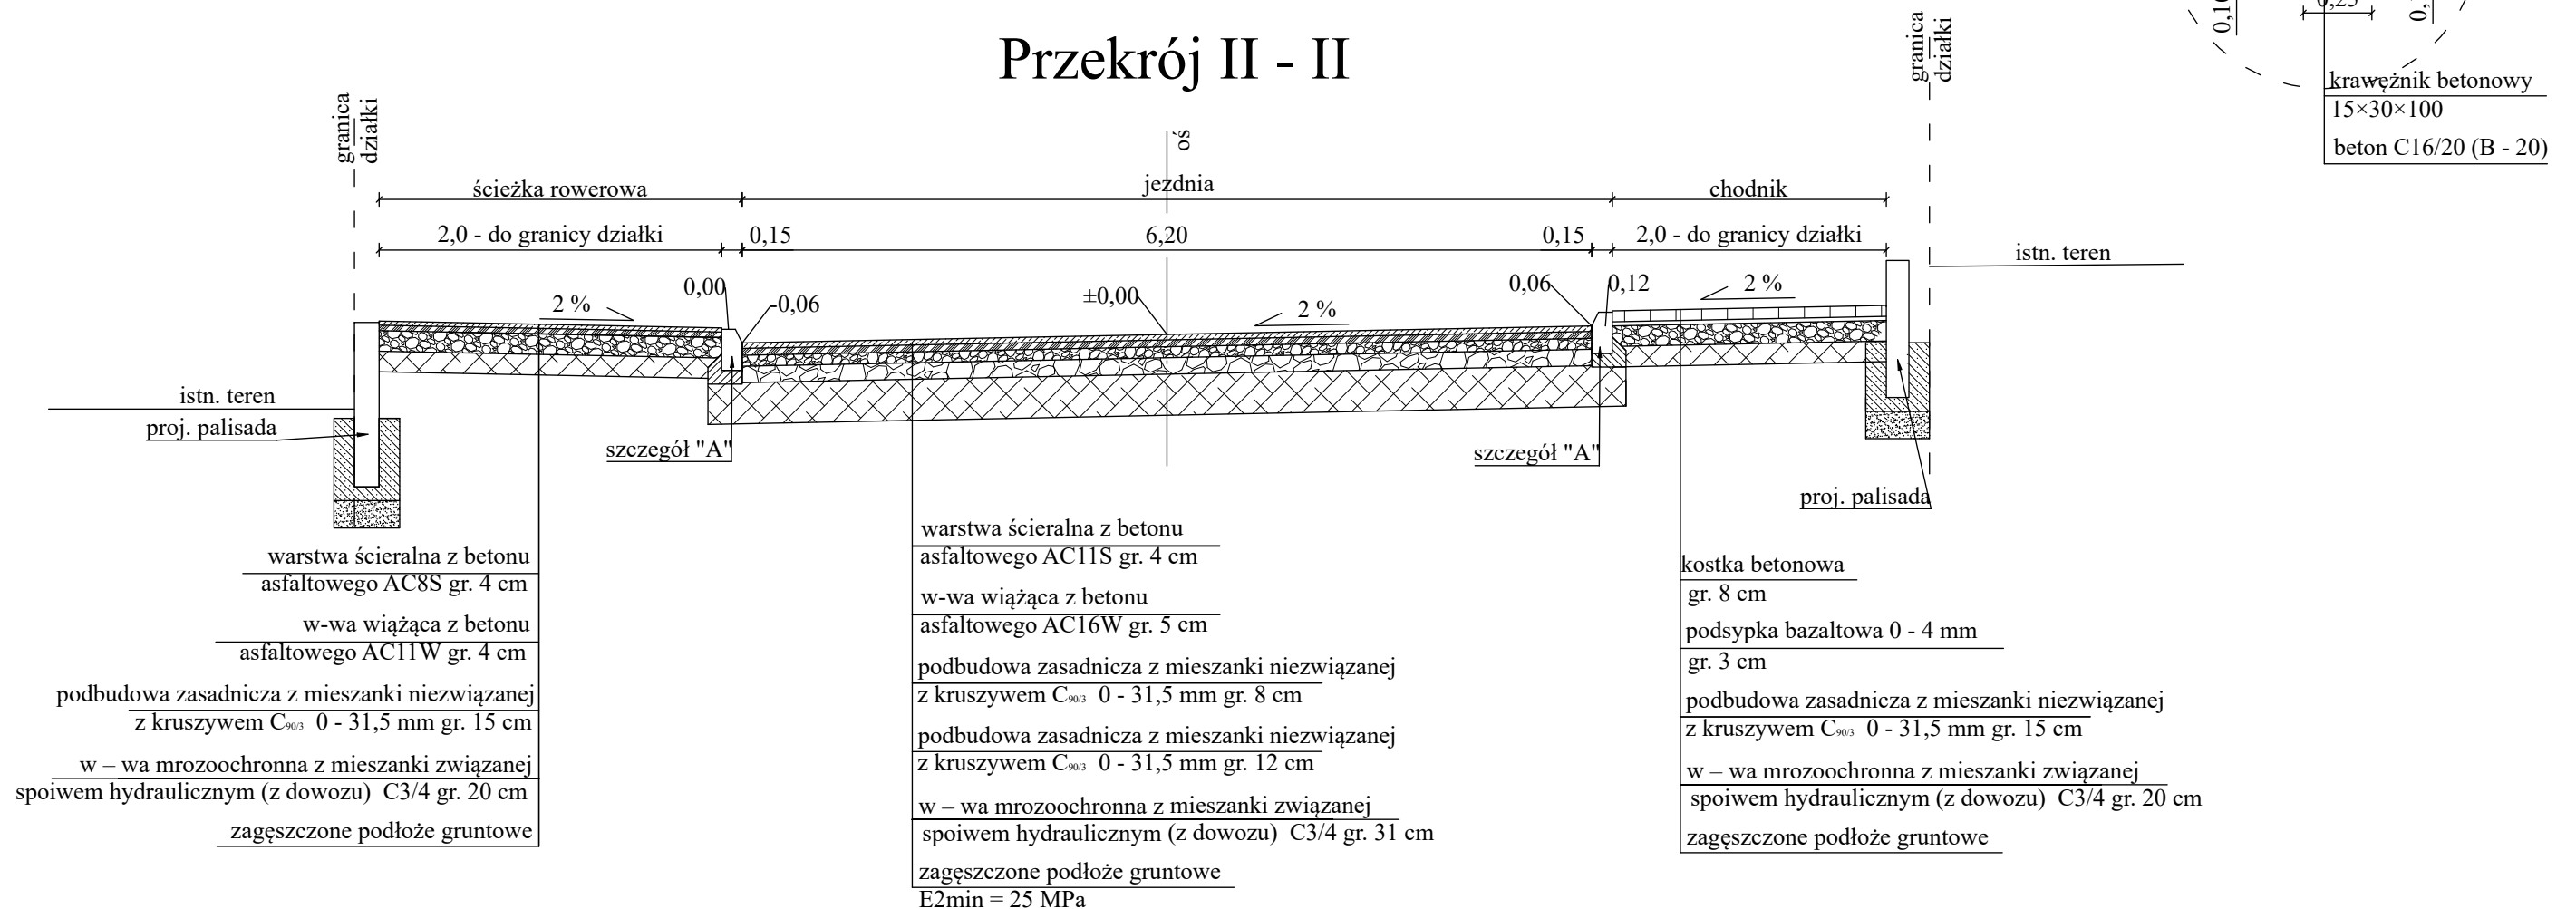 Przekrój II - II
granica
działki
oś
granica
działki
0,25
krawężnik betonowy
15×30×100
beton C16/20 (B - 20)
ścieżka rowerowa
jezdnia
chodnik
2,0 - do granicy działki
0,15
6,20
0,15
2,0 - do granicy działki
istn. teren
0,00
-0,06
±0,00
0,06
0,12
2 %
2 %
2 %
istn. teren
proj. palisada
szczegół "A"
szczegół "A"
proj. palisada
warstwa ścieralna z betonu
asfaltowego AC8S gr. 4 cm
w-wa wiążąca z betonu
asfaltowego AC11W gr. 4 cm
podbudowa zasadnicza z mieszanki niezwiązanej
z kruszywem C90/3 0 - 31,5 mm gr. 15 cm
w – wa mrozoochronna z mieszanki związanej
spoiwem hydraulicznym (z dowozu) C3/4 gr. 20 cm
zagęszczone podłoże gruntowe
warstwa ścieralna z betonu
asfaltowego AC11S gr. 4 cm
w-wa wiążąca z betonu
asfaltowego AC16W gr. 5 cm
podbudowa zasadnicza z mieszanki niezwiązanej
z kruszywem C90/3 0 - 31,5 mm gr. 8 cm
podbudowa zasadnicza z mieszanki niezwiązanej
z kruszywem C90/3 0 - 31,5 mm gr. 12 cm
w – wa mrozoochronna z mieszanki związanej
spoiwem hydraulicznym (z dowozu) C3/4 gr. 31 cm
zagęszczone podłoże gruntowe
E2min = 25 MPa
kostka betonowa
gr. 8 cm
podsypka bazaltowa 0 - 4 mm
gr. 3 cm
podbudowa zasadnicza z mieszanki niezwiązanej
z kruszywem C90/3 0 - 31,5 mm gr. 15 cm
w – wa mrozoochronna z mieszanki związanej
spoiwem hydraulicznym (z dowozu) C3/4 gr. 20 cm
zagęszczone podłoże gruntowe